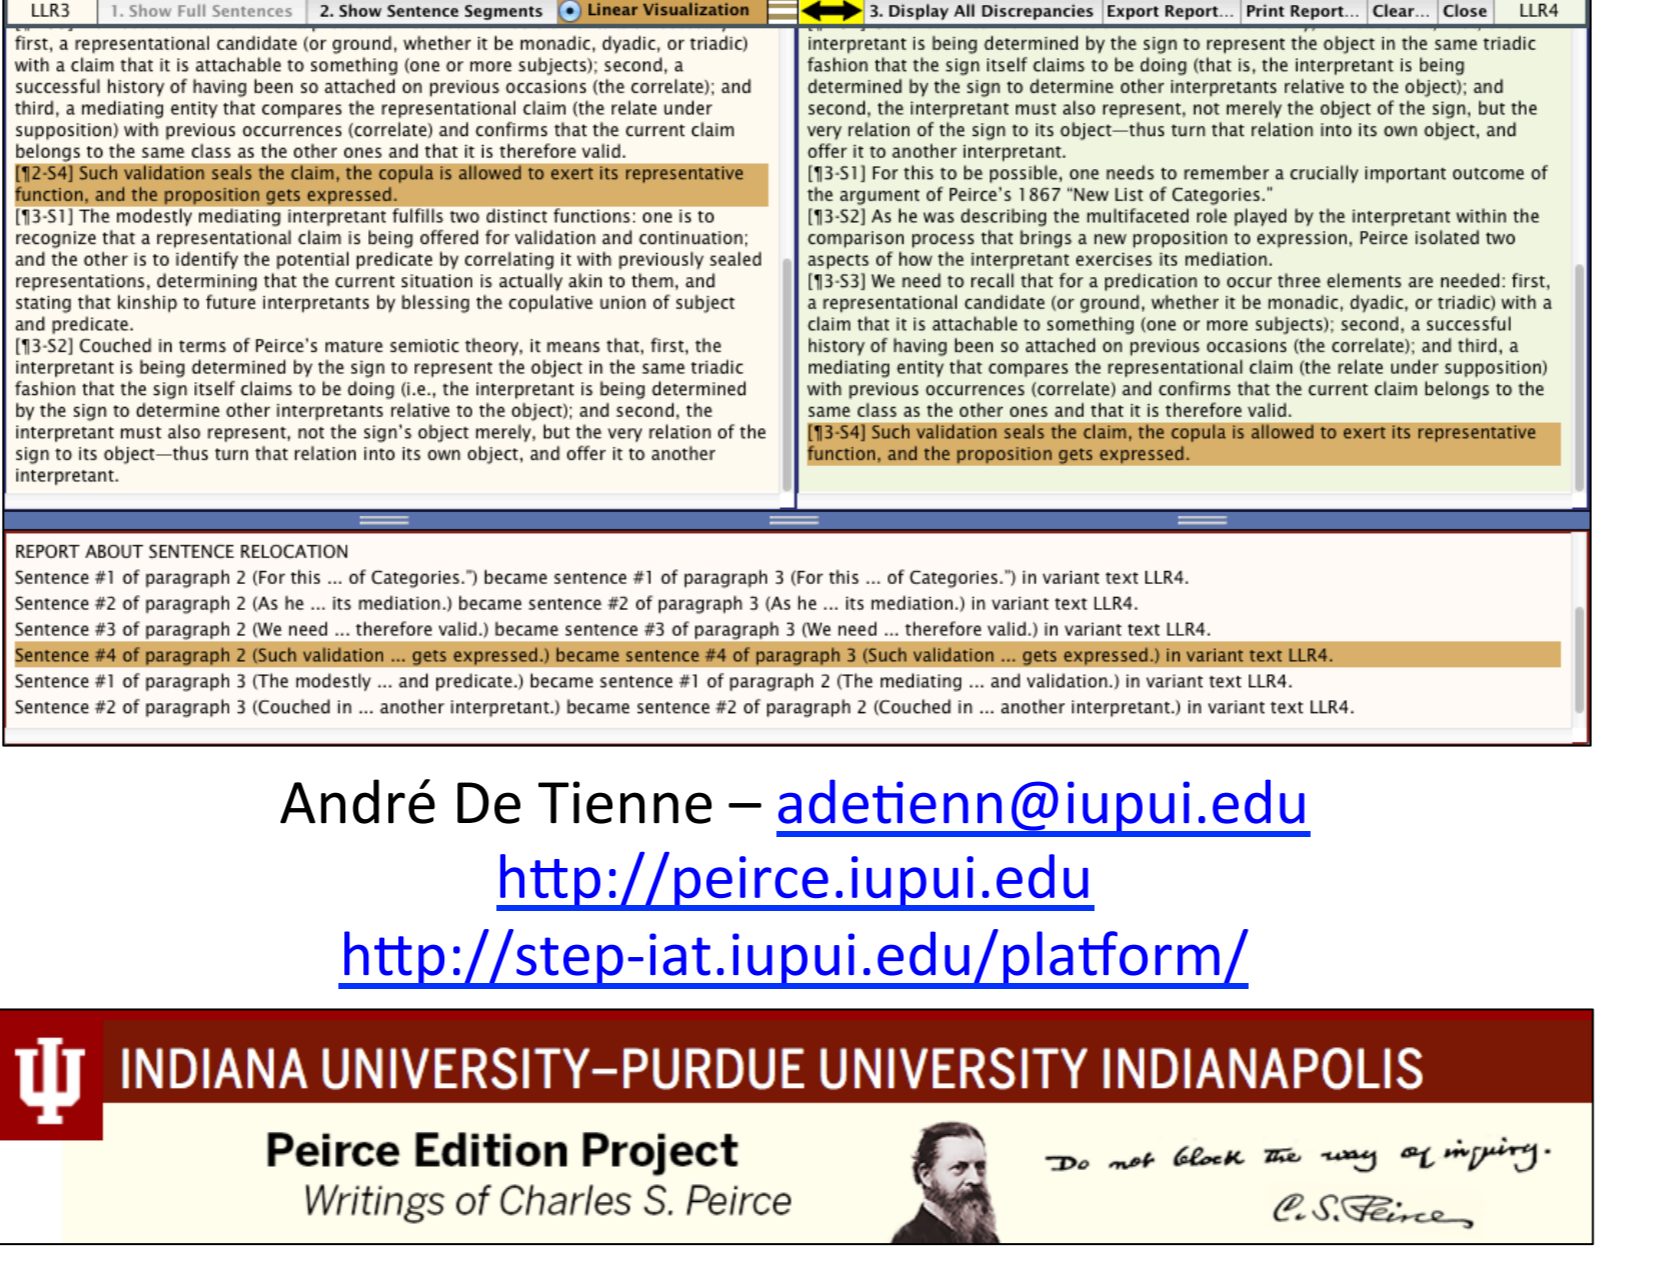 LLR3 1. Show Full Sentences 2. Show Sentence Segments Linear Visualization 3. Display All Discrepancies Export Report... Print Report... Clear... Close LLR4
first, a representational candidate (or ground, whether it be monadic, dyadic, or triadic)
with a claim that it is attachable to something (one or more subjects); second, a
successful history of having been so attached on previous occasions (the correlate); and
third, a mediating entity that compares the representational claim (the relate under
supposition) with previous occurrences (correlate) and confirms that the current claim
belongs to the same class as the other ones and that it is therefore valid.
[¶2-S4] Such validation seals the claim, the copula is allowed to exert its representative
function, and the proposition gets expressed.
[¶3-S1] The modestly mediating interpretant fulfills two distinct functions: one is to
recognize that a representational claim is being offered for validation and continuation;
and the other is to identify the potential predicate by correlating it with previously sealed
representations, determining that the current situation is actually akin to them, and
stating that kinship to future interpretants by blessing the copulative union of subject
and predicate.
[¶3-S2] Couched in terms of Peirce's mature semiotic theory, it means that, first, the
interpretant is being determined by the sign to represent the object in the same triadic
fashion that the sign itself claims to be doing (i.e., the interpretant is being determined
by the sign to determine other interpretants relative to the object); and second, the
interpretant must also represent, not the sign's object merely, but the very relation of the
sign to its object—thus turn that relation into its own object, and offer it to another
interpretant.
interpretant is being determined by the sign to represent the object in the same triadic
fashion that the sign itself claims to be doing (that is, the interpretant is being
determined by the sign to determine other interpretants relative to the object); and
second, the interpretant must also represent, not merely the object of the sign, but the
very relation of the sign to its object—thus turn that relation into its own object, and
offer it to another interpretant.
[¶3-S1] For this to be possible, one needs to remember a crucially important outcome of
the argument of Peirce's 1867 “New List of Categories.”
[¶3-S2] As he was describing the multifaceted role played by the interpretant within the
comparison process that brings a new proposition to expression, Peirce isolated two
aspects of how the interpretant exercises its mediation.
[¶3-S3] We need to recall that for a predication to occur three elements are needed: first,
a representational candidate (or ground, whether it be monadic, dyadic, or triadic) with a
claim that it is attachable to something (one or more subjects); second, a successful
history of having been so attached on previous occasions (the correlate); and third, a
mediating entity that compares the representational claim (the relate under supposition)
with previous occurrences (correlate) and confirms that the current claim belongs to the
same class as the other ones and that it is therefore valid.
[¶3-S4] Such validation seals the claim, the copula is allowed to exert its representative
function, and the proposition gets expressed.
REPORT ABOUT SENTENCE RELOCATION
Sentence #1 of paragraph 2 (For this ... of Categories.”) became sentence #1 of paragraph 3 (For this ... of Categories.”) in variant text LLR4.
Sentence #2 of paragraph 2 (As he ... its mediation.) became sentence #2 of paragraph 3 (As he ... its mediation.) in variant text LLR4.
Sentence #3 of paragraph 2 (We need ... therefore valid.) became sentence #3 of paragraph 3 (We need ... therefore valid.) in variant text LLR4.
Sentence #4 of paragraph 2 (Such validation ... gets expressed.) became sentence #4 of paragraph 3 (Such validation ... gets expressed.) in variant text LLR4.
Sentence #1 of paragraph 3 (The modestly ... and predicate.) became sentence #1 of paragraph 2 (The mediating ... and validation.) in variant text LLR4.
Sentence #2 of paragraph 3 (Couched in ... another interpretant.) became sentence #2 of paragraph 2 (Couched in ... another interpretant.) in variant text LLR4.
André De Tienne – adetienn@iupui.edu
http://peirce.iupui.edu
http://step-iat.iupui.edu/platform/
INDIANA UNIVERSITY–PURDUE UNIVERSITY INDIANAPOLIS
Peirce Edition Project
Writings of Charles S. Peirce
Do not block the way of inquiry.
C. S. Peirce